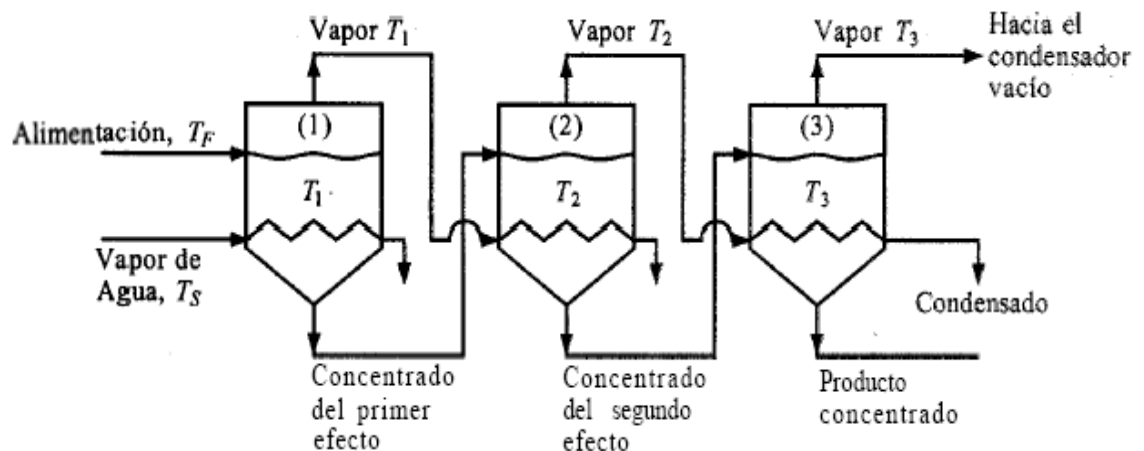 Vapor T1
Vapor T2
Vapor T3
Hacia el
condensador
vacío
Alimentación, TF
(1)
(2)
(3)
T1
T2
T3
Vapor de
Agua, TS
Condensado
Concentrado
del primer
efecto
Concentrado
del segundo
efecto
Producto
concentrado